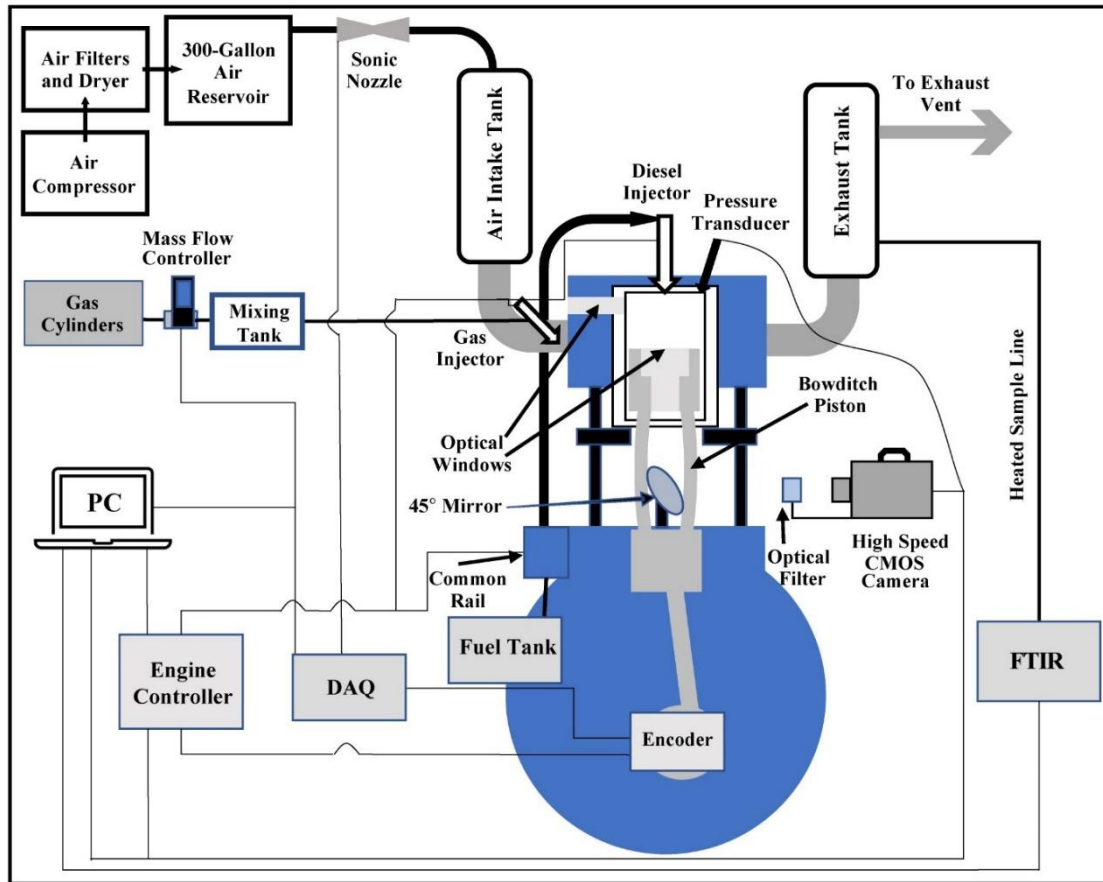 Air Filters
and Dryer
300-Gallon
Air
Reservoir
Sonic
Nozzle
Air
Compressor
Air Intake Tank
Exhaust Tank
To Exhaust
Vent
Diesel
Injector
Pressure
Transducer
Mass Flow
Controller
Gas
Cylinders
Mixing
Tank
Gas
Injector
Bowditch
Piston
Optical
Windows
Heated Sample Line
PC
45° Mirror
Optical
Filter
High Speed
CMOS
Camera
Common
Rail
Fuel Tank
Engine
Controller
DAQ
FTIR
Encoder